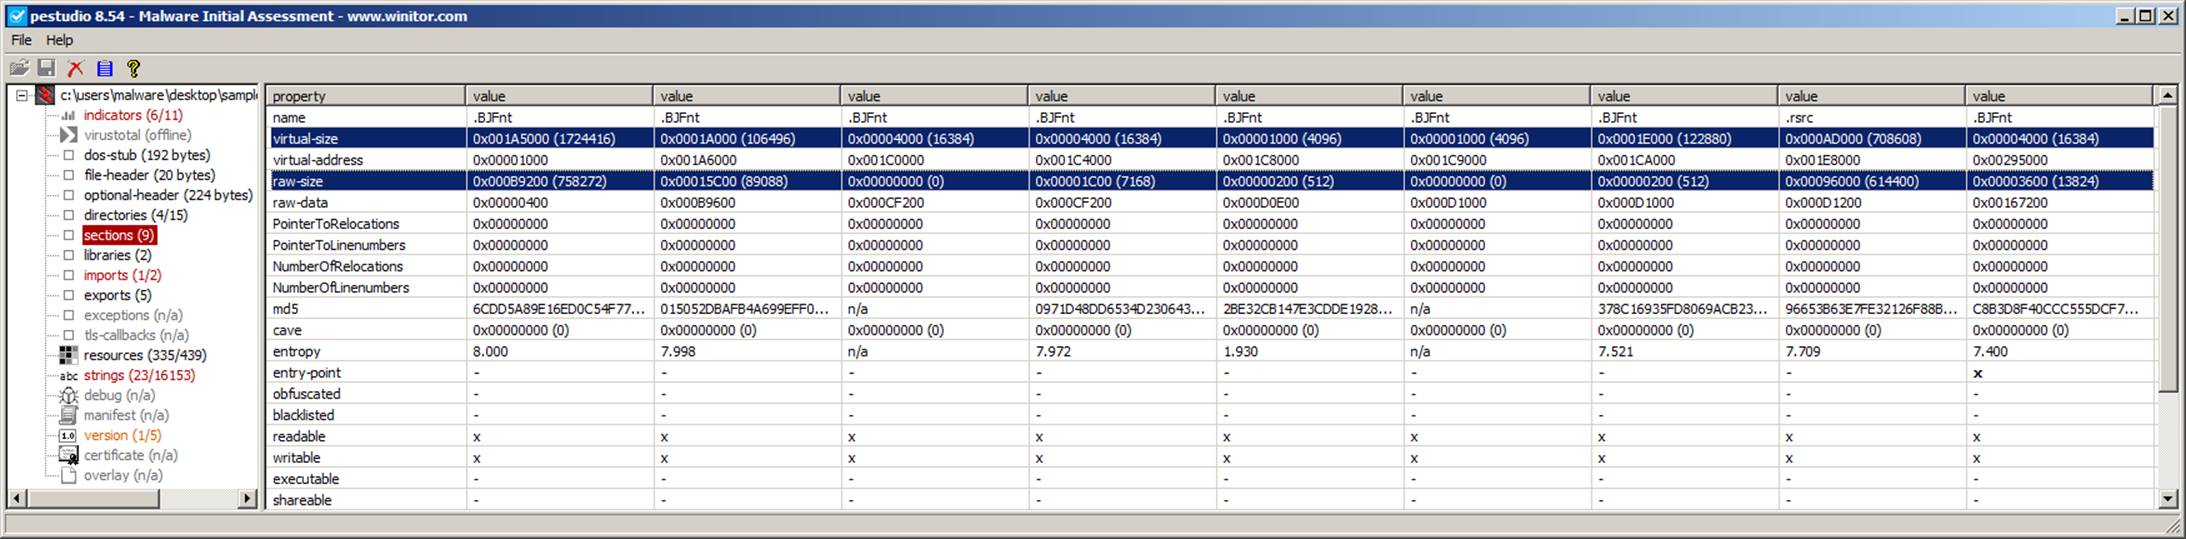 pestudio 8.54 - Malware Initial Assessment - www.winitor.com
File Help
c:\users\malware\desktop\sampl
indicators (6/11)
virustotal (offline)
dos-stub (192 bytes)
file-header (20 bytes)
optional-header (224 bytes)
directories (4/15)
sections (9)
libraries (2)
imports (1/2)
exports (5)
exceptions (n/a)
tls-callbacks (n/a)
resources (335/439)
abc strings (23/16153)
debug (n/a)
manifest (n/a)
1.0 version (1/5)
certificate (n/a)
overlay (n/a)
property value value value value value value value value value
name .BJFnt .BJFnt .BJFnt .BJFnt .BJFnt .BJFnt .BJFnt .rsrc .BJFnt
virtual-size 0x001A5000 (1724416) 0x0001A000 (106496) 0x00004000 (16384) 0x00004000 (16384) 0x00001000 (4096) 0x00001000 (4096) 0x0001E000 (122880) 0x000AD000 (708608) 0x00004000 (16384)
virtual-address 0x00001000 0x001A6000 0x001C0000 0x001C4000 0x001C8000 0x001C9000 0x001CA000 0x001E8000 0x00295000
raw-size 0x000B9200 (758272) 0x00015C00 (89088) 0x00000000 (0) 0x00001C00 (7168) 0x00000200 (512) 0x00000000 (0) 0x00000200 (512) 0x00096000 (614400) 0x00003600 (13824)
raw-data 0x00000400 0x000B9600 0x000CF200 0x000CF200 0x000D0E00 0x000D1000 0x000D1000 0x000D1200 0x00167200
PointerToRelocations 0x00000000 0x00000000 0x00000000 0x00000000 0x00000000 0x00000000 0x00000000 0x00000000 0x00000000
PointerToLinenumbers 0x00000000 0x00000000 0x00000000 0x00000000 0x00000000 0x00000000 0x00000000 0x00000000 0x00000000
NumberOfRelocations 0x00000000 0x00000000 0x00000000 0x00000000 0x00000000 0x00000000 0x00000000 0x00000000 0x00000000
NumberOfLinenumbers 0x00000000 0x00000000 0x00000000 0x00000000 0x00000000 0x00000000 0x00000000 0x00000000 0x00000000
md5 6CDD5A89E16ED0C54F77... 015052DBAFB4A699EFF0... n/a 0971D48DD6534D230643... 2BE32CB147E3CDDE1928... n/a 378C16935FD8069ACB23... 96653B63E7FE32126F88B... C8B3D8F40CCC555DCF7...
cave 0x00000000 (0) 0x00000000 (0) 0x00000000 (0) 0x00000000 (0) 0x00000000 (0) 0x00000000 (0) 0x00000000 (0) 0x00000000 (0) 0x00000000 (0)
entropy 8.000 7.998 n/a 7.972 1.930 n/a 7.521 7.709 7.400
entry-point - - - - - - - - x
obfuscated - - - - - - - - -
blacklisted - - - - - - - - -
readable x x x x x x x x x
writable x x x x x x x x x
executable - - - - - - - - -
shareable - - - - - - - - -